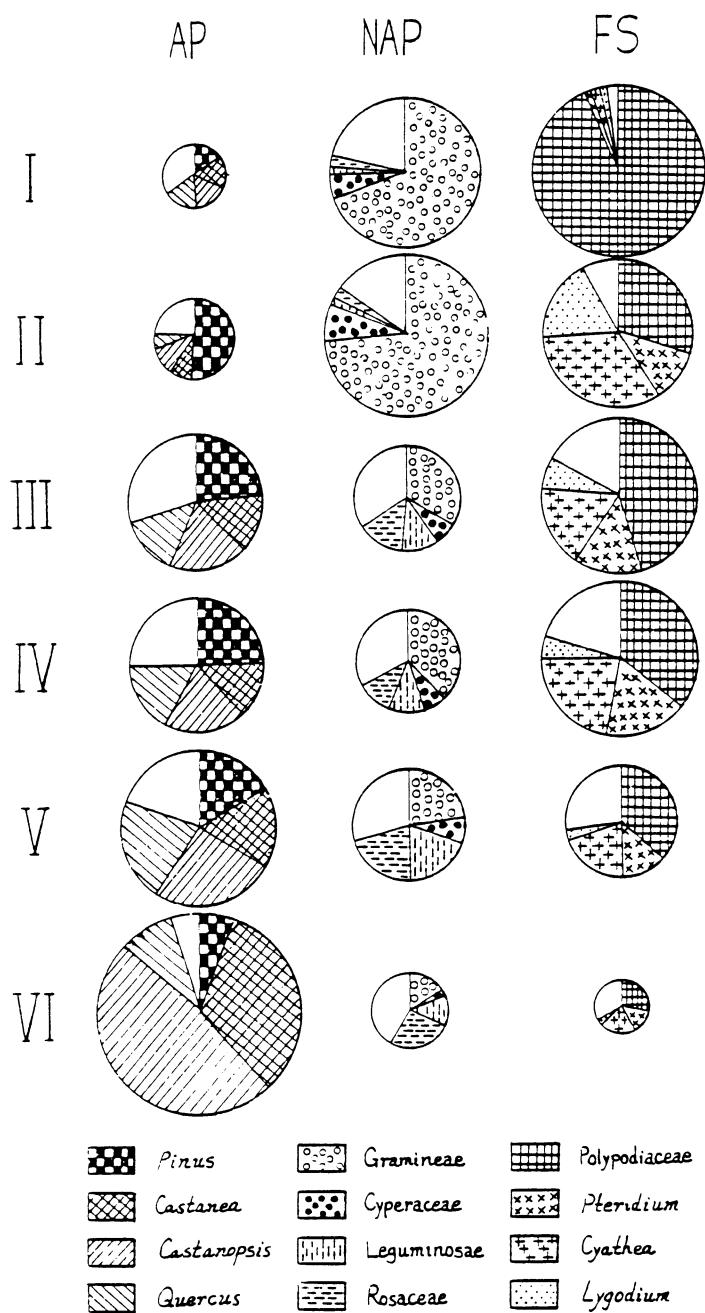 AP NAP FS
I
II
III
IV
V
VI
Pinus Gramineae Polypodiaceae
Castanea Cyperaceae Pteridium
Castanopsis Leguminosae Cyathea
Quercus Rosaceae Lygodium